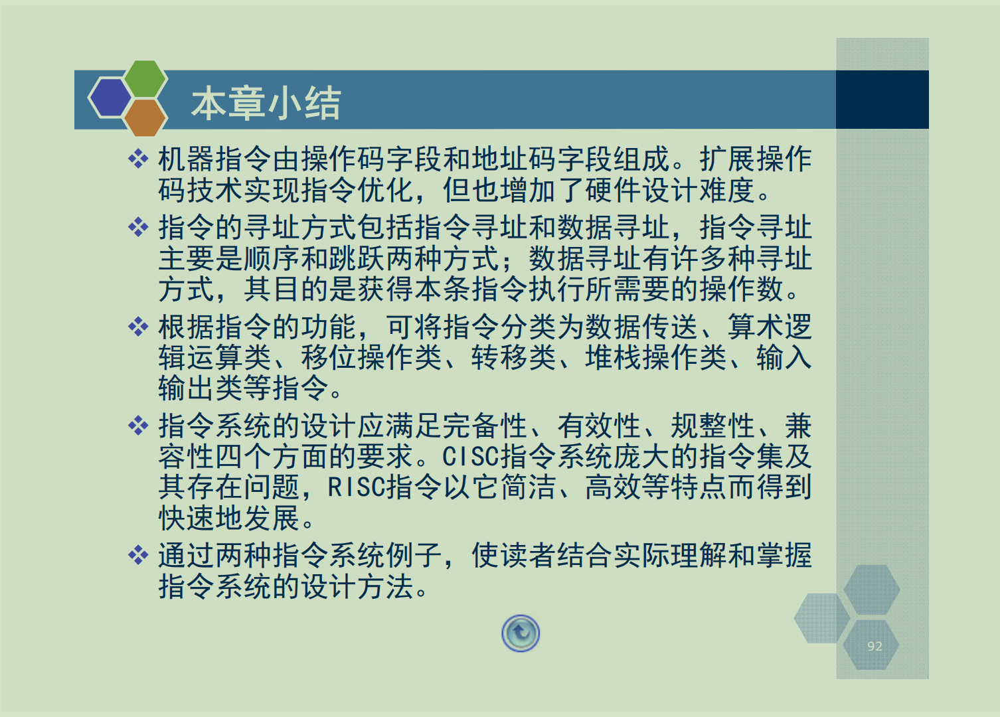 本章小结
机器指令由操作码字段和地址码字段组成。扩展操作
码技术实现指令优化，但也增加了硬件设计难度。
指令的寻址方式包括指令寻址和数据寻址，指令寻址
主要是顺序和跳跃两种方式；数据寻址有许多种寻址
方式，其目的是获得本条指令执行所需要的操作数。
根据指令的功能，可将指令分类为数据传送、算术逻
辑运算类、移位操作类、转移类、堆栈操作类、输入
输出类等指令。
指令系统的设计应满足完备性、有效性、规整性、兼
容性四个方面的要求。CISC指令系统庞大的指令集及
其存在问题，RISC指令以它简洁、高效等特点而得到
快速地发展。
通过两种指令系统例子，使读者结合实际理解和掌握
指令系统的设计方法。
92